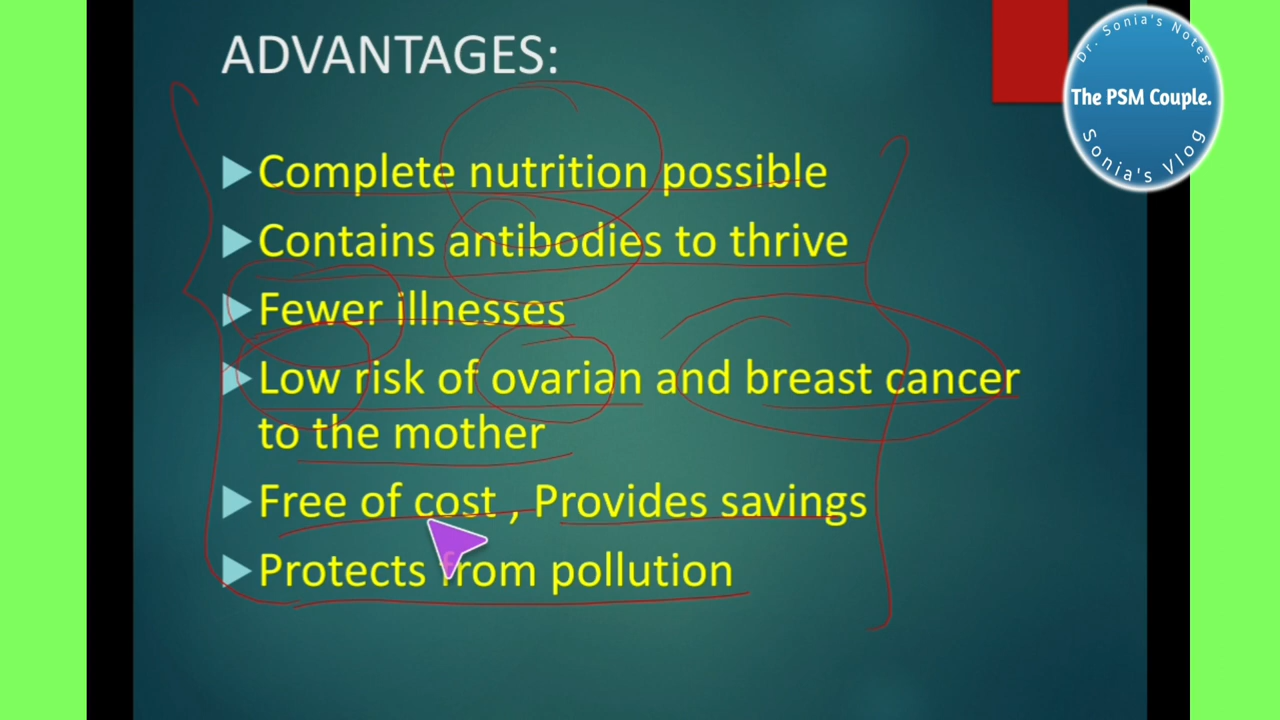 ADVANTAGES:
Dr. Sonia's Notes
The PSM Couple.
Sonia's Vlog
Complete nutrition possible
Contains antibodies to thrive
Fewer illnesses
Low risk of ovarian and breast cancer
to the mother
Free of cost , Provides savings
Protects from pollution